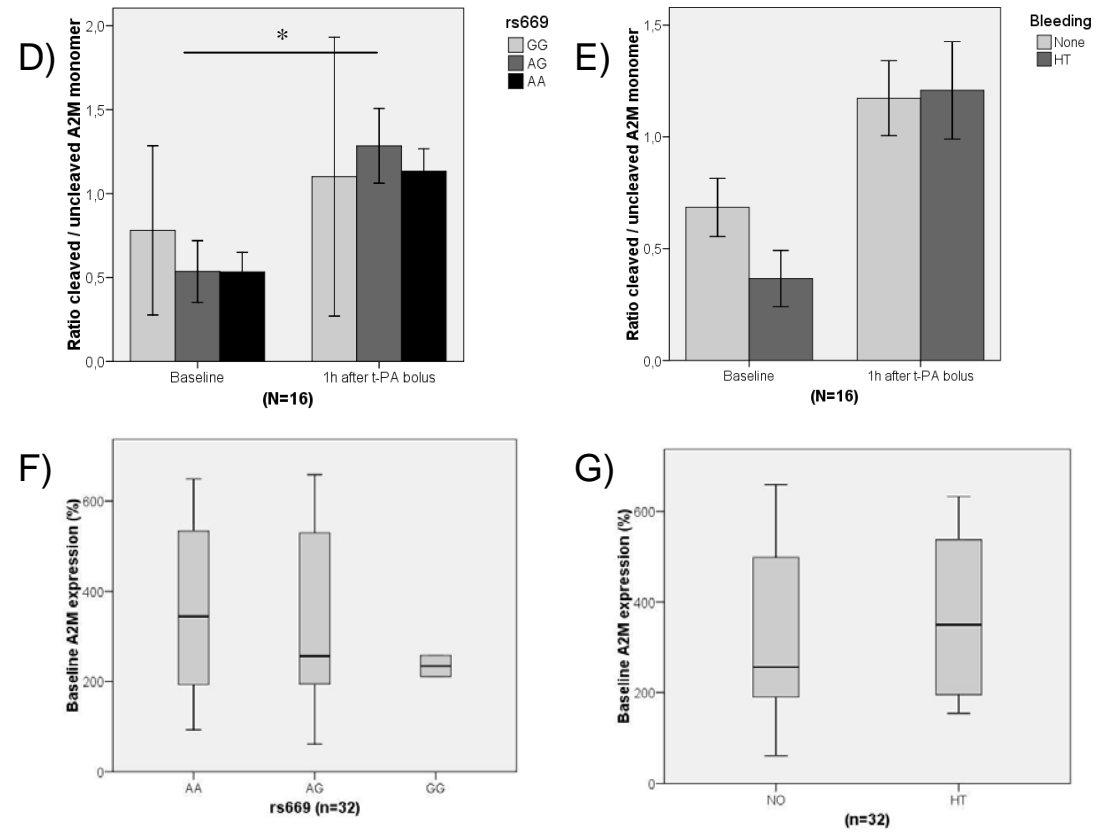 D)
Ratio cleaved / uncleaved A2M monomer
2,0
1,5
1,0
0,5
0,0
*
Baseline
1h after t-PA bolus
(N=16)
rs669
GG
AG
AA
E)
Ratio cleaved / uncleaved A2M monomer
1,5
1,0
0,5
0,0
Baseline
1h after t-PA bolus
(N=16)
Bleeding
None
HT
F)
Baseline A2M expression (%)
600
400
200
0
AA
AG
GG
rs669 (n=32)
G)
Baseline A2M expression (%)
600
400
200
0
NO
HT
(n=32)